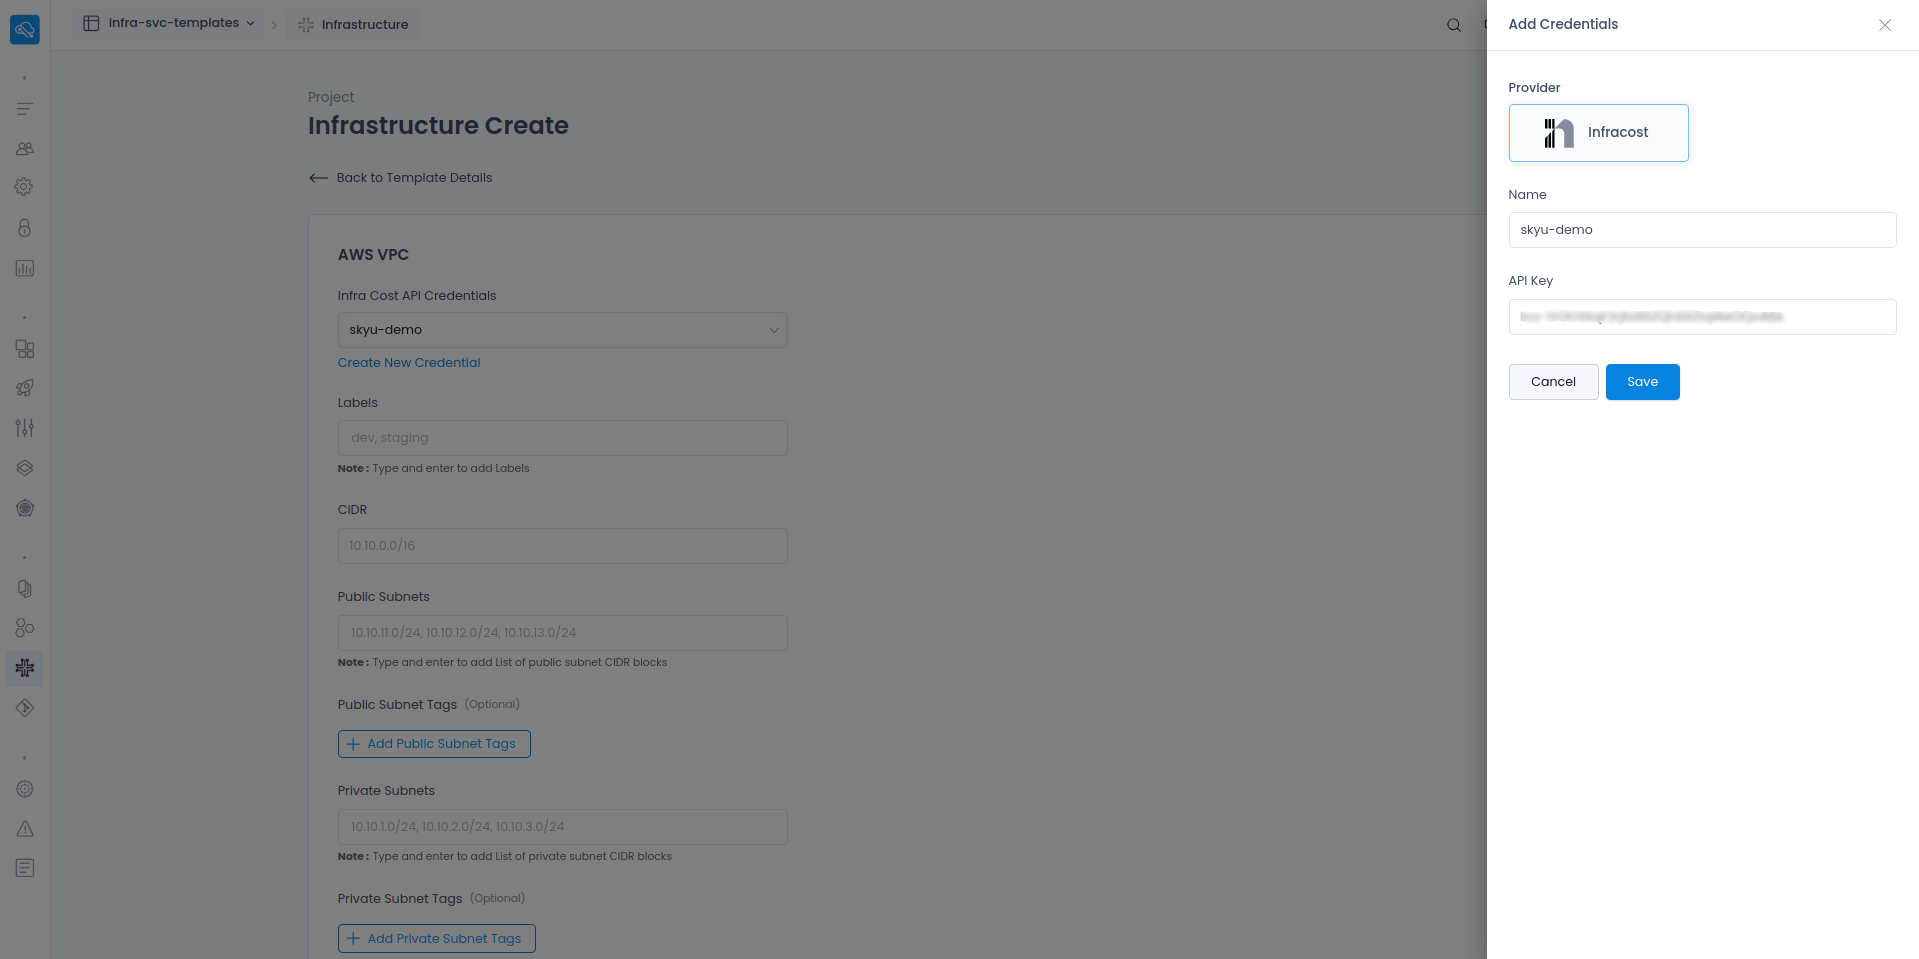 infra-svc-templates
Infrastructure
Project
Infrastructure Create
Back to Template Details
AWS VPC
Infra Cost API Credentials
skyu-demo
Create New Credential
Labels
dev, staging
Note : Type and enter to add Labels
CIDR
10.10.0.0/16
Public Subnets
10.10.11.0/24, 10.10.12.0/24, 10.10.13.0/24
Note : Type and enter to add List of public subnet CIDR blocks
Public Subnet Tags (Optional)
Add Public Subnet Tags
Private Subnets
10.10.1.0/24, 10.10.2.0/24, 10.10.3.0/24
Note : Type and enter to add List of private subnet CIDR blocks
Private Subnet Tags (Optional)
Add Private Subnet Tags
Add Credentials
Provider
Infracost
Name
skyu-demo
API Key
Cancel
Save